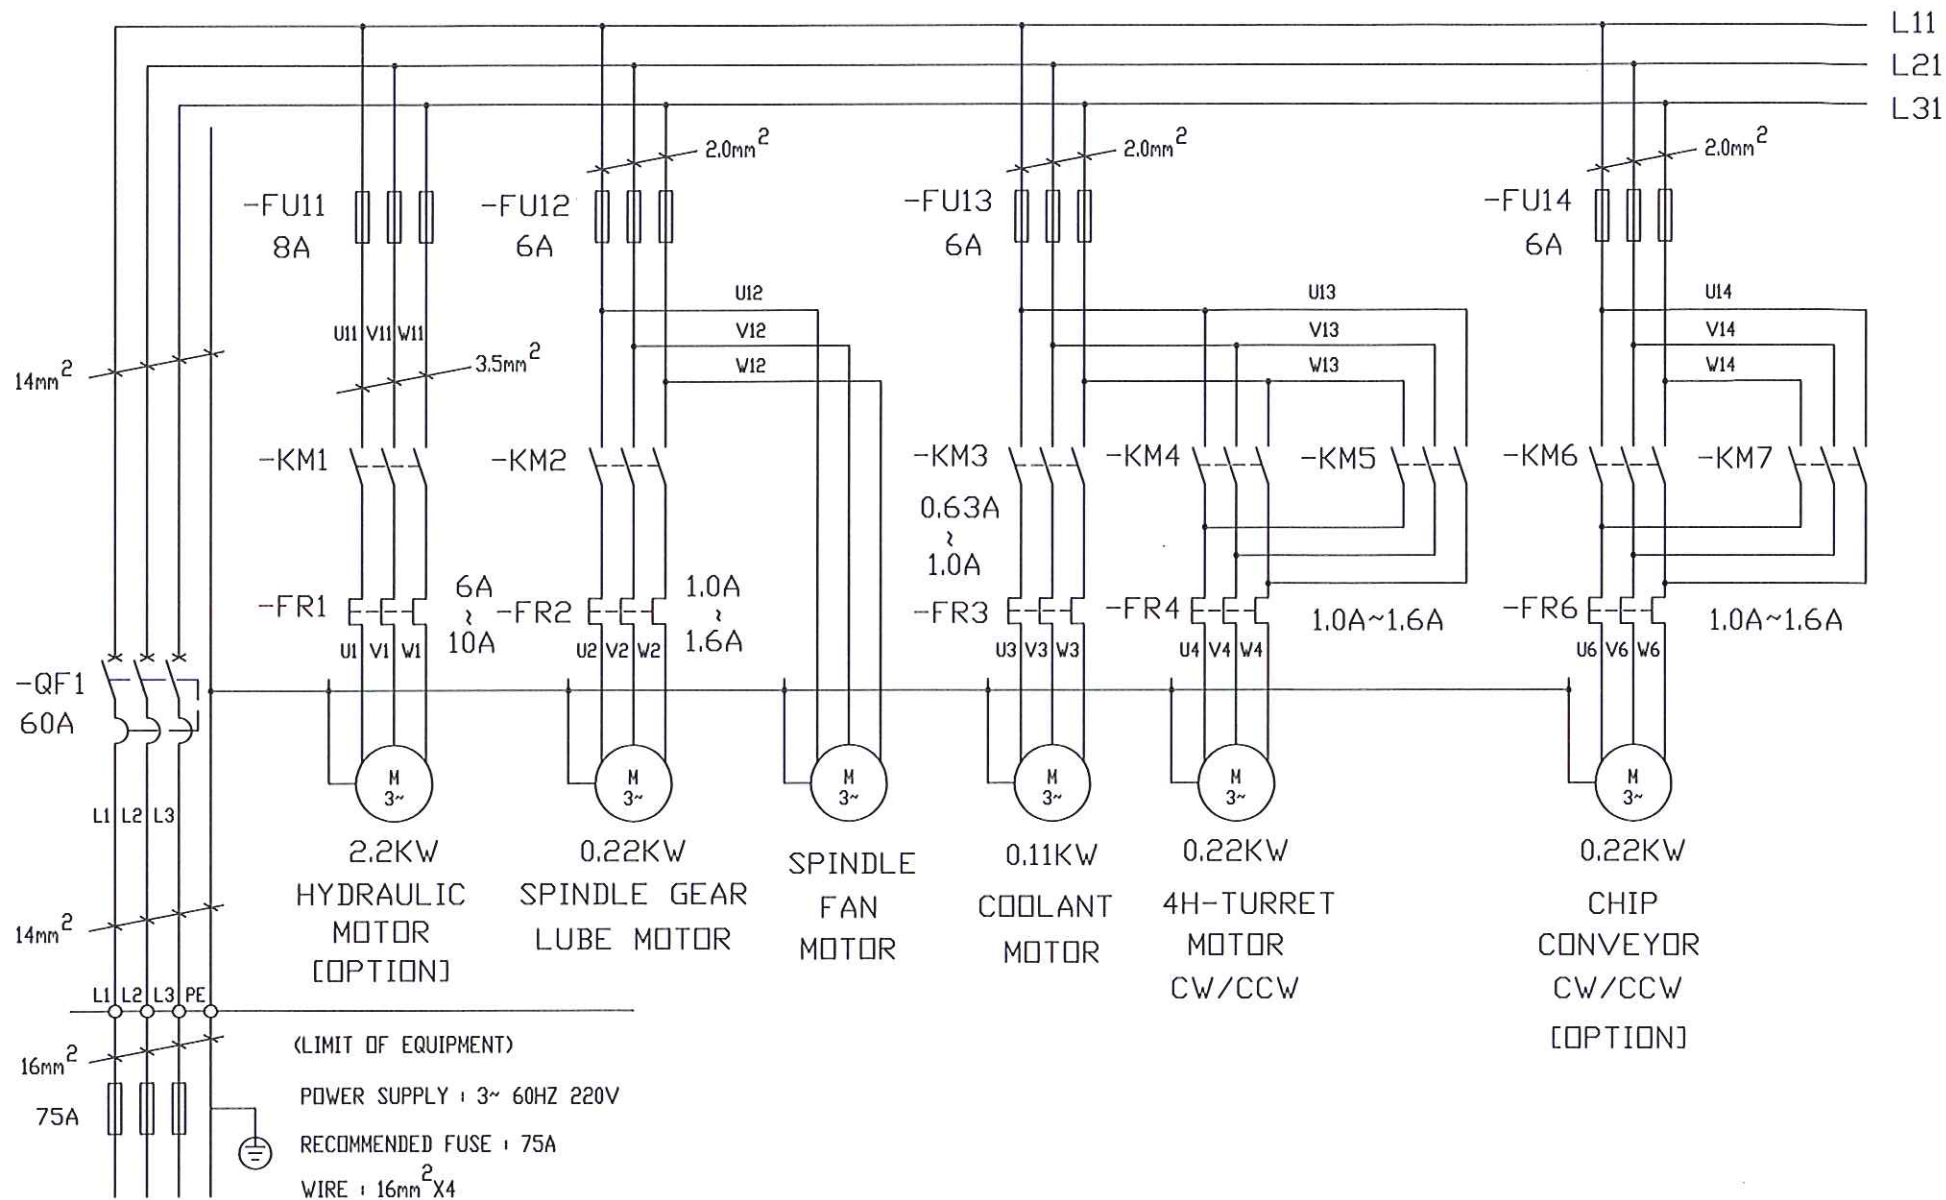 L11
L21
L31
2.0mm²
2.0mm²
2.0mm²
-FU11
8A
-FU12
6A
-FU13
6A
-FU14
6A
U12
V12
W12
U13
V13
W13
U14
V14
W14
U11 V11 W11
3.5mm²
14mm²
-KM1
-KM2
-KM3
-KM4
-KM5
-KM6
-KM7
0.63A
~
1.0A
-FR1
6A
~
10A
-FR2
1.0A
~
1.6A
-FR3
-FR4
1.0A~1.6A
-FR6
1.0A~1.6A
U1 V1 W1
U2 V2 W2
U3 V3 W3
U4 V4 W4
U6 V6 W6
-QF1
60A
M
3~
M
3~
M
3~
M
3~
M
3~
M
3~
L1 L2 L3
2.2KW
HYDRAULIC
MOTOR
[OPTION]
0.22KW
SPINDLE GEAR
LUBE MOTOR
SPINDLE
FAN
MOTOR
0.11KW
COOLANT
MOTOR
0.22KW
4H-TURRET
MOTOR
CW/CCW
0.22KW
CHIP
CONVEYOR
CW/CCW
[OPTION]
14mm²
L1 L2 L3 PE
16mm²
75A
(LIMIT OF EQUIPMENT)
POWER SUPPLY : 3~ 60HZ 220V
RECOMMENDED FUSE : 75A
WIRE : 16mm²X4